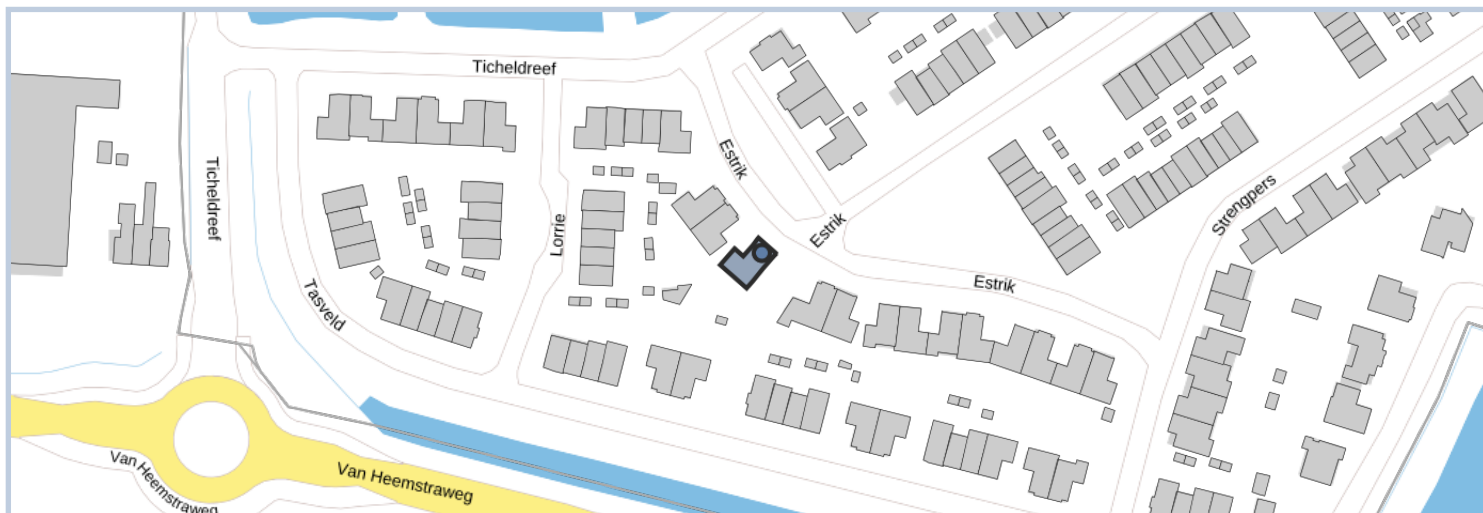 Ticheldreef
Estrik
Ticheldreef
Strengpers
Lorrie
Estrik
Estrik
Tasveld
Van Heemstraweg
Van Heemstraweg